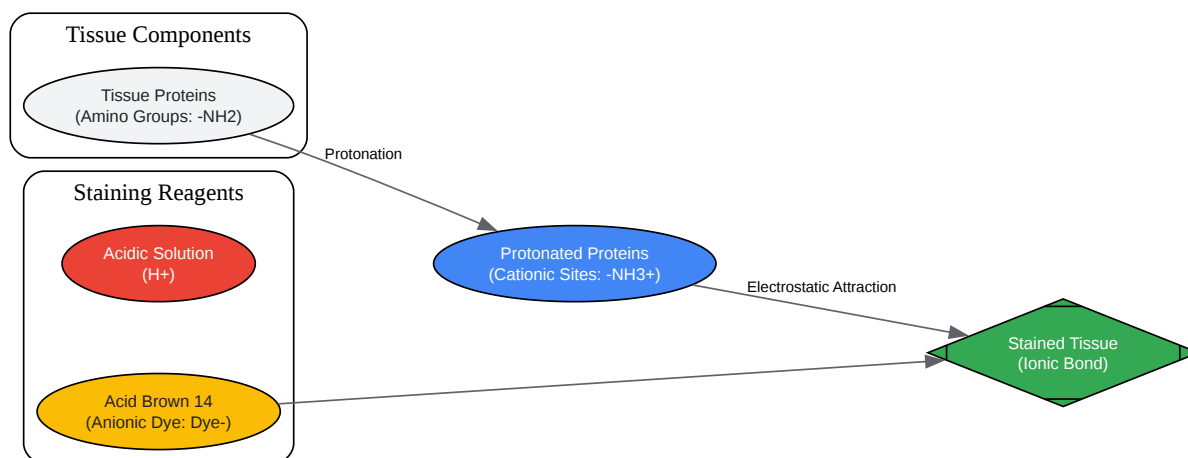 Tissue Components
Tissue Proteins
(Amino Groups: -NH2)
Protonation
Staining Reagents
Acidic Solution
(H+)
Protonated Proteins
(Cationic Sites: -NH3+)
Electrostatic Attraction
Stained Tissue
(Ionic Bond)
Acid Brown 14
(Anionic Dye: Dye-)